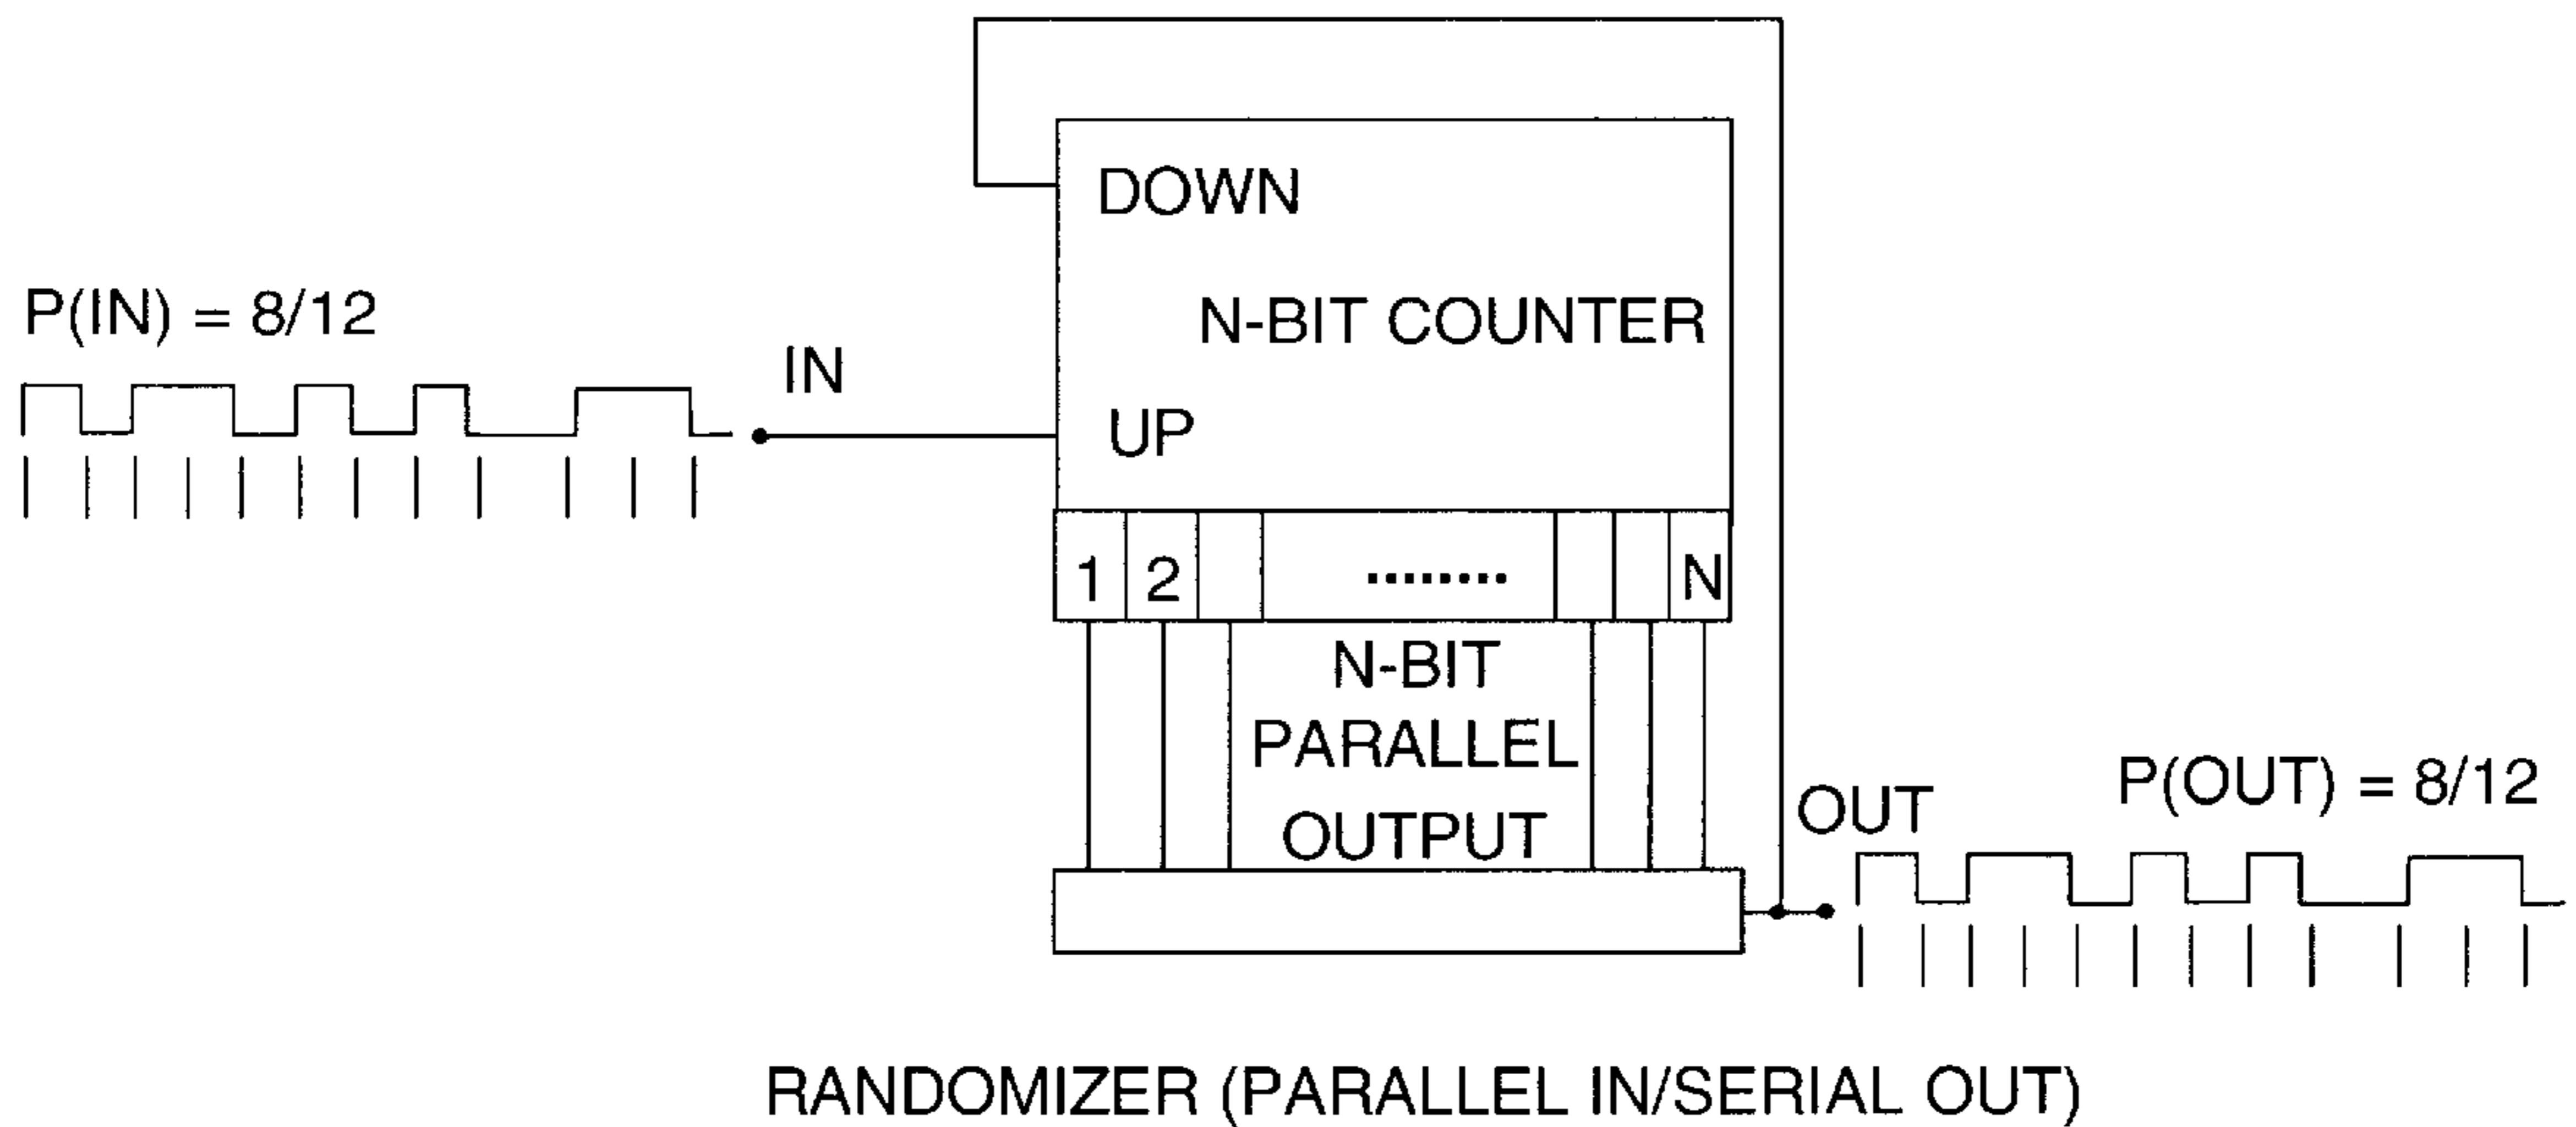 DOWN
P(IN) = 8/12
N-BIT COUNTER
IN
UP
1 2 ........ N
N-BIT
PARALLEL
OUTPUT
OUT
P(OUT) = 8/12
RANDOMIZER (PARALLEL IN/SERIAL OUT)